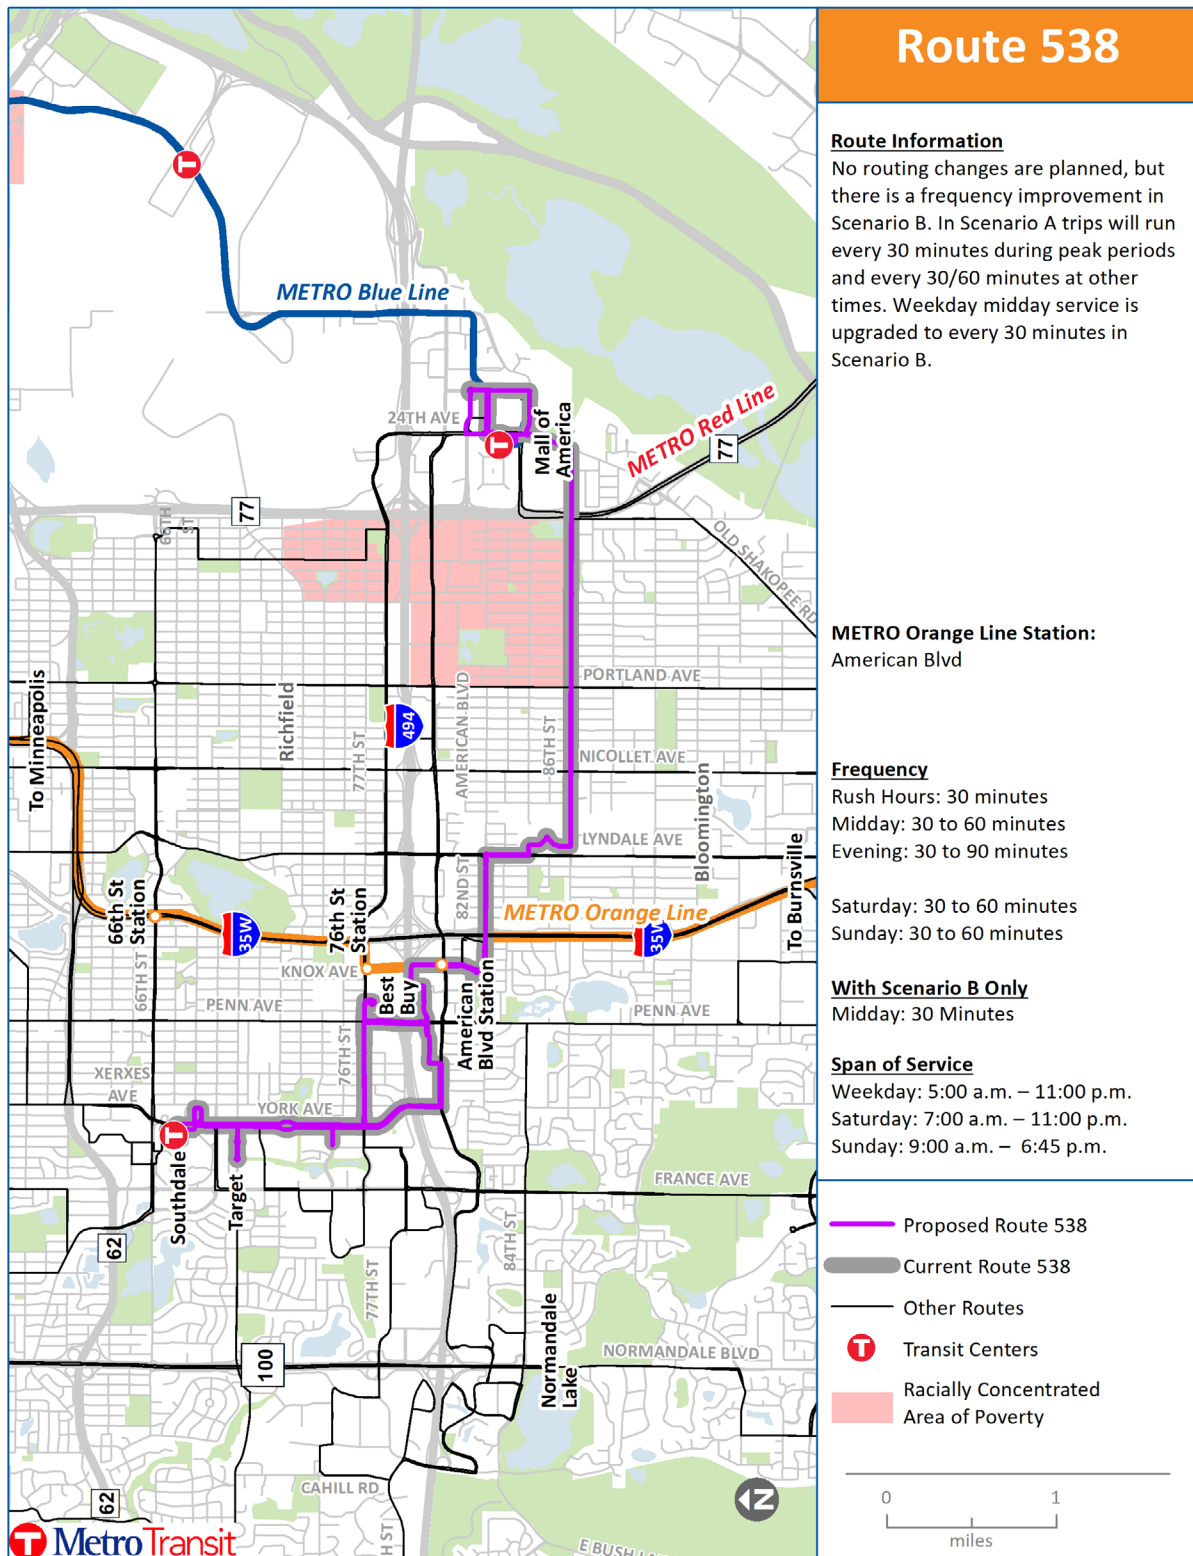 Route 538
Route Information
No routing changes are planned, but
there is a frequency improvement in
Scenario B. In Scenario A trips will run
every 30 minutes during peak periods
and every 30/60 minutes at other
times. Weekday midday service is
upgraded to every 30 minutes in
Scenario B.
METRO Orange Line Station:
American Blvd
Frequency
Rush Hours: 30 minutes
Midday: 30 to 60 minutes
Evening: 30 to 90 minutes
Saturday: 30 to 60 minutes
Sunday: 30 to 60 minutes
With Scenario B Only
Midday: 30 Minutes
Span of Service
Weekday: 5:00 a.m. – 11:00 p.m.
Saturday: 7:00 a.m. – 11:00 p.m.
Sunday: 9:00 a.m. – 6:45 p.m.
Proposed Route 538
Current Route 538
Other Routes
T
Transit Centers
Racially Concentrated
Area of Poverty
0
1
miles
T
METRO Blue Line
24TH AVE
T
Mall of
America
METRO Red Line
77
77
66TH
ST
OLD SHAKOPEE RD
PORTLAND AVE
To Minneapolis
Richfield
77TH ST
494
AMERICAN BLVD
86TH ST
NICOLLET AVE
Bloomington
LYNDALE AVE
82ND ST
To Burnsville
66th St
Station
35W
76th St
Station
METRO Orange Line
35W
KNOX AVE
66TH ST
PENN AVE
Best
Buy
American
Blvd Station
PENN AVE
76TH ST
XERXES
AVE
YORK AVE
T
Southdale
Target
FRANCE AVE
62
84TH ST
77TH ST
100
Normandale
Lake
NORMANDALE BLVD
CAHILL RD
62
H ST
E BUSH LA
N
T MetroTransit